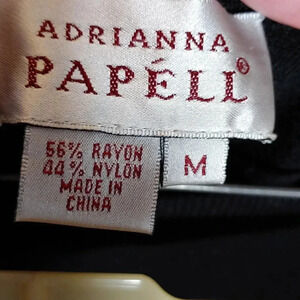 ADRIANNA
PAPÉLL®
56% RAYON
44% NYLON
MADE IN
CHINA
M